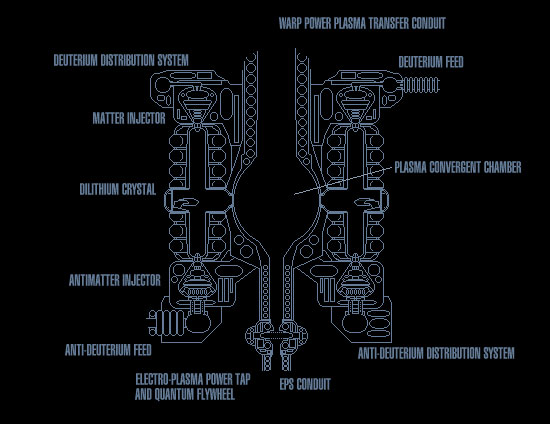 WARP POWER PLASMA TRANSFER CONDUIT
DEUTERIUM DISTRIBUTION SYSTEM
DEUTERIUM FEED
MATTER INJECTOR
PLASMA CONVERGENT CHAMBER
DILITHIUM CRYSTAL
ANTIMATTER INJECTOR
ANTI-DEUTERIUM FEED
ANTI-DEUTERIUM DISTRIBUTION SYSTEM
ELECTRO-PLASMA POWER TAP
AND QUANTUM FLYWHEEL
EPS CONDUIT